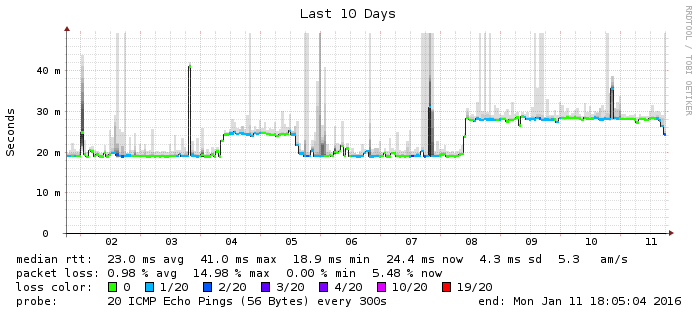 Last 10 Days
RRDTOOL / TOBI OETIKER
Seconds
40 m
30 m
20 m
10 m
0
02 03 04 05 06 07 08 09 10 11
median rtt: 23.0 ms avg 41.0 ms max 18.9 ms min 24.4 ms now 4.3 ms sd 5.3 am/s
packet loss: 0.98 % avg 14.98 % max 0.00 % min 5.48 % now
loss color: 0 1/20 2/20 3/20 4/20 10/20 19/20
probe: 20 ICMP Echo Pings (56 Bytes) every 300s end: Mon Jan 11 18:05:04 2016